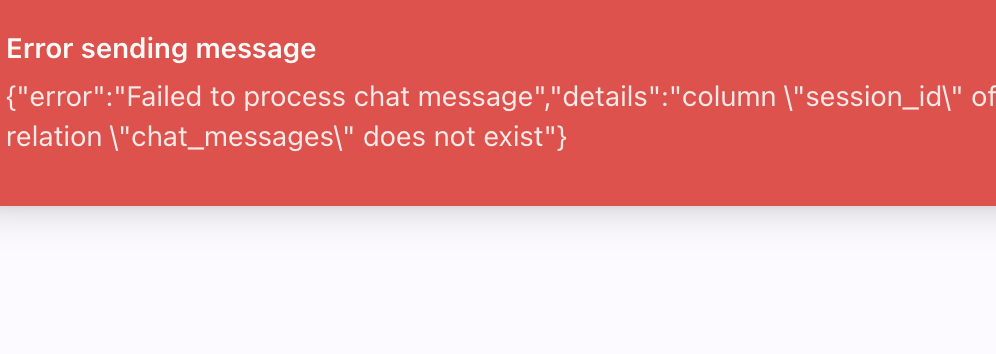 Error sending message
{"error":"Failed to process chat message","details":"column \"session_id\" of
relation \"chat_messages\" does not exist"}